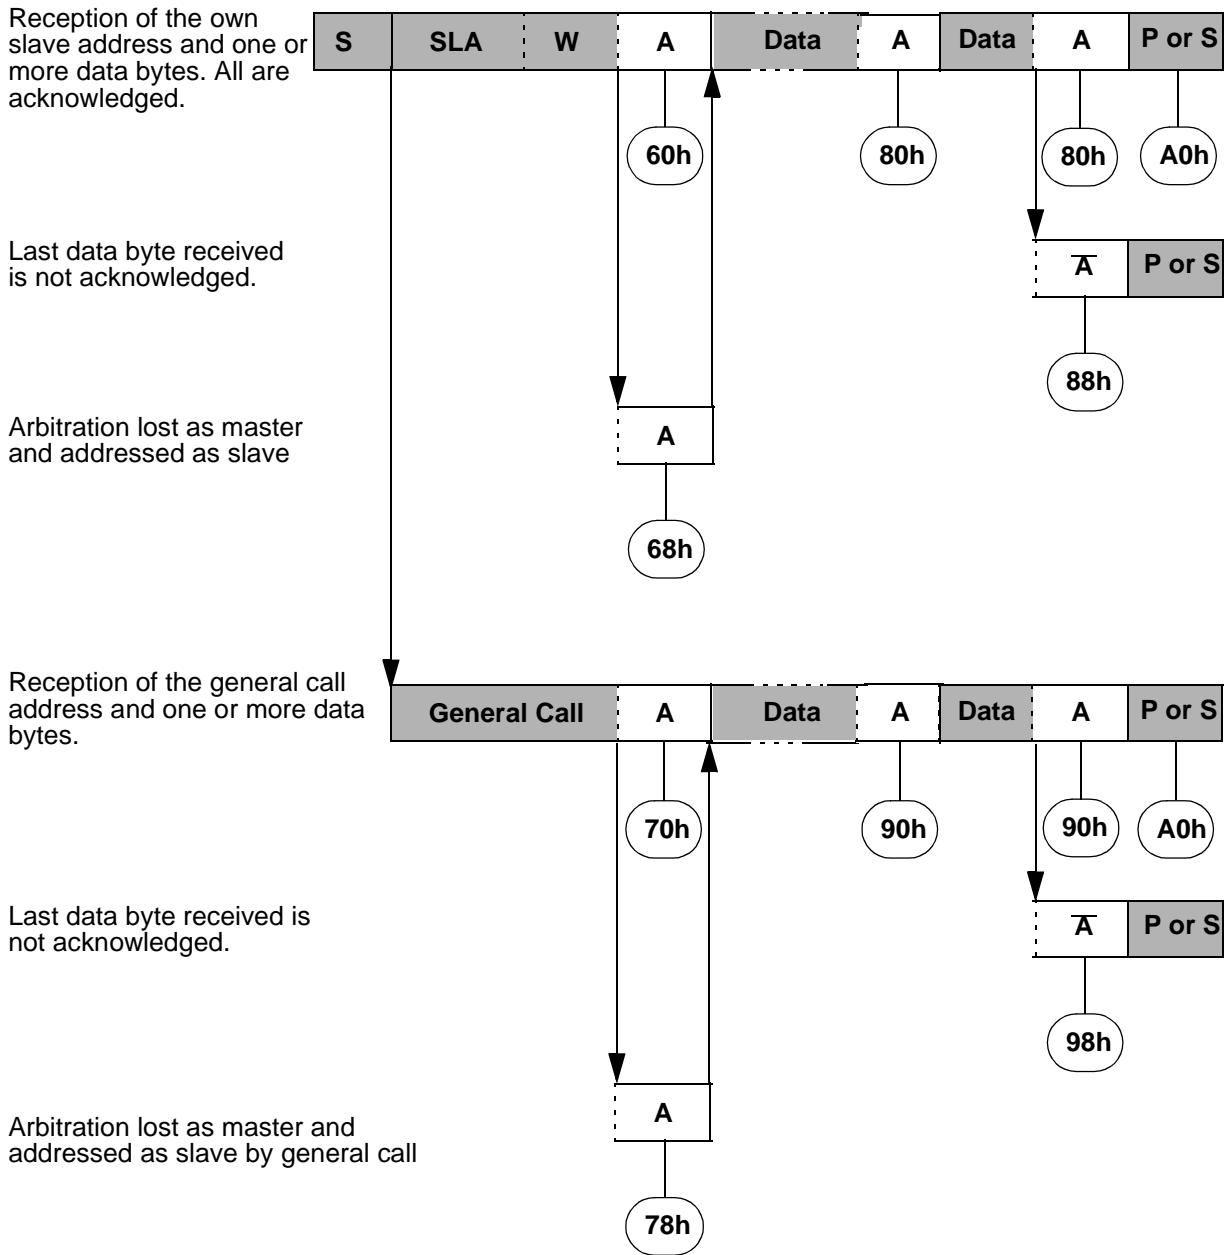 Reception of the own
slave address and one or
more data bytes. All are
acknowledged.
S SLA W A Data A Data A P or S
60h 80h 80h A0h
Last data byte received
is not acknowledged.
A̅ P or S
88h
Arbitration lost as master
and addressed as slave
A
68h
Reception of the general call
address and one or more data
bytes.
General Call A Data A Data A P or S
70h 90h 90h A0h
Last data byte received is
not acknowledged.
A̅ P or S
98h
Arbitration lost as master and
addressed as slave by general call
A
78h